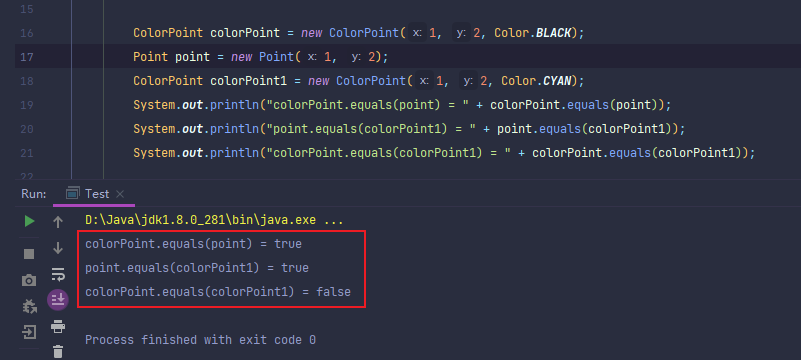 15
16 ColorPoint colorPoint = new ColorPoint( x: 1, y: 2, Color.BLACK);
17 Point point = new Point( x: 1, y: 2);
18 ColorPoint colorPoint1 = new ColorPoint( x: 1, y: 2, Color.CYAN);
19 System.out.println("colorPoint.equals(point) = " + colorPoint.equals(point));
20 System.out.println("point.equals(colorPoint1) = " + point.equals(colorPoint1));
21 System.out.println("colorPoint.equals(colorPoint1) = " + colorPoint.equals(colorPoint1));
Run: Test ×
D:\Java\jdk1.8.0_281\bin\java.exe ...
colorPoint.equals(point) = true
point.equals(colorPoint1) = true
colorPoint.equals(colorPoint1) = false
Process finished with exit code 0